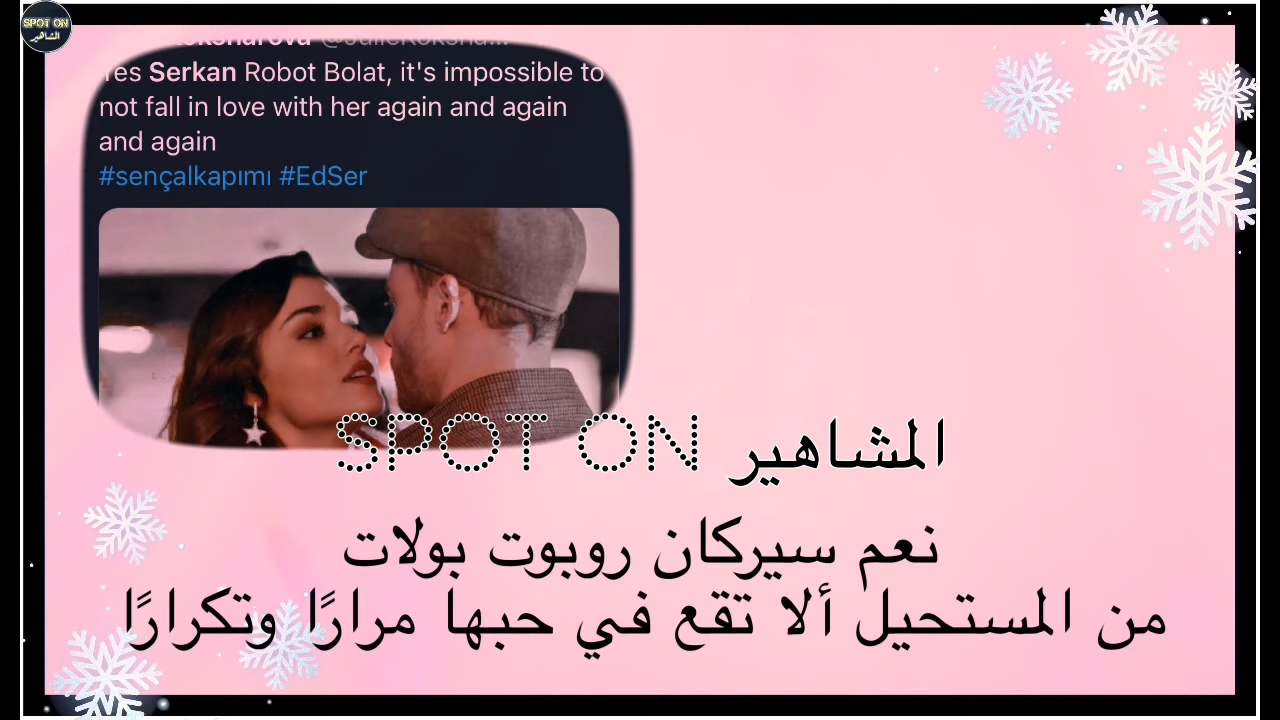 SPOT ON
المشاهير
Yes Serkan Robot Bolat, it's impossible to
not fall in love with her again and again
and again
#sençalkapımı #EdSer
SPOT ON المشاهير
نعم سيركان روبوت بولات
من المستحيل ألا تقع في حبها مرارًا وتكرارًا